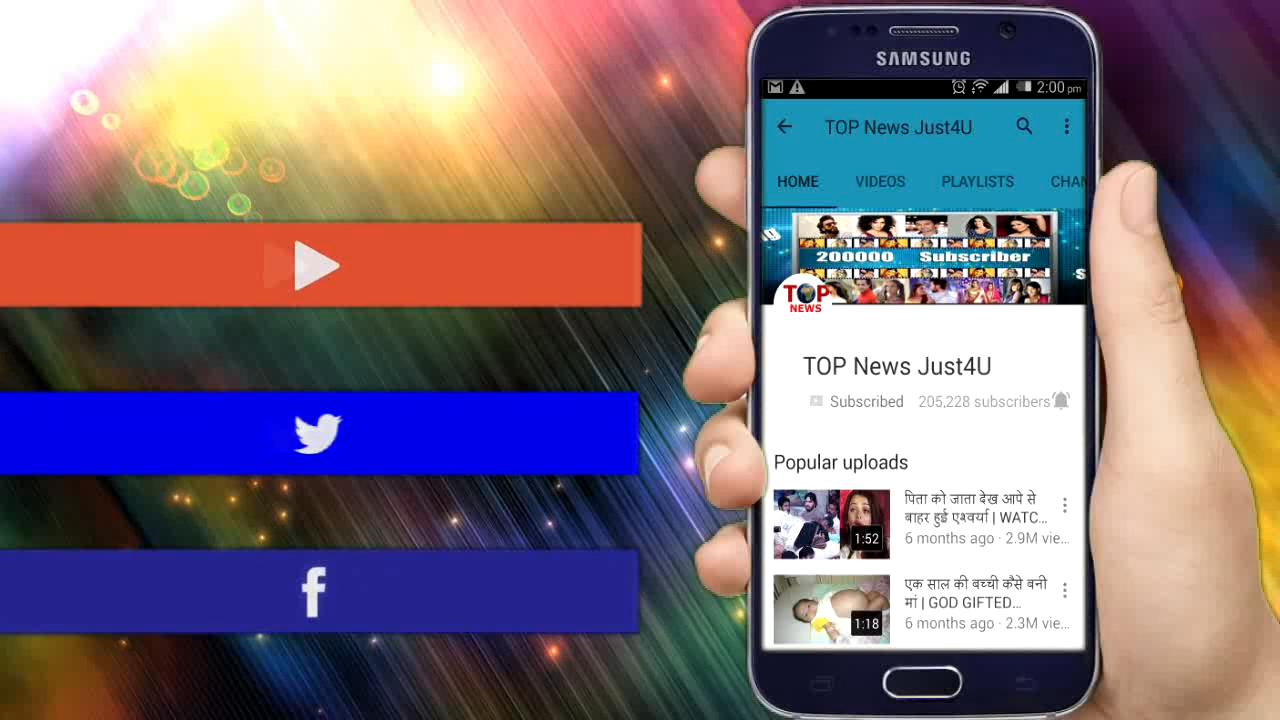 SAMSUNG
2:00 pm
TOP News Just4U
HOME VIDEOS PLAYLISTS CHAN
200000 Subscriber
TOP
NEWS
TOP News Just4U
Subscribed 205,228 subscribers
Popular uploads
पिता को जाता देख आपे से
बाहर हुई एश्वर्या | WATC...
1:52
6 months ago · 2.9M vie...
एक साल की बच्ची कैसे बनी
मां | GOD GIFTED...
1:18
6 months ago · 2.3M vie...